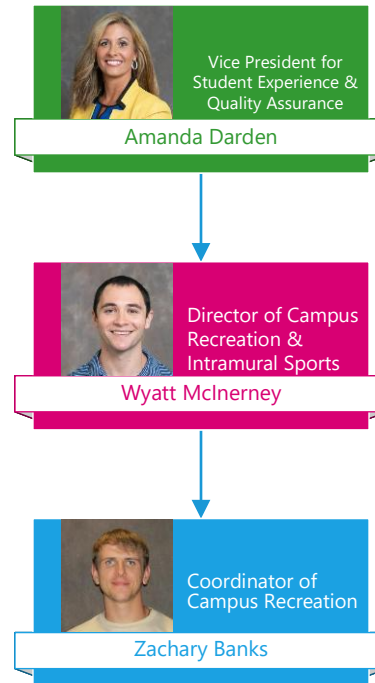 Vice President for
Student Experience &
Quality Assurance
Amanda Darden
Director of Campus
Recreation &
Intramural Sports
Wyatt McInerney
Coordinator of
Campus Recreation
Zachary Banks